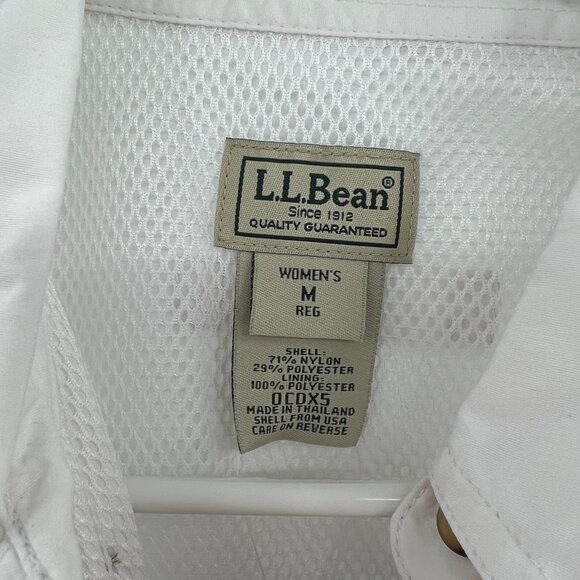 L.L.Bean®
Since 1912
QUALITY GUARANTEED
WOMEN'S
M
REG
SHELL:
71% NYLON
29% POLYESTER
LINING:
100% POLYESTER
0CDX5
MADE IN THAILAND
SHELL FROM USA
CARE ON REVERSE